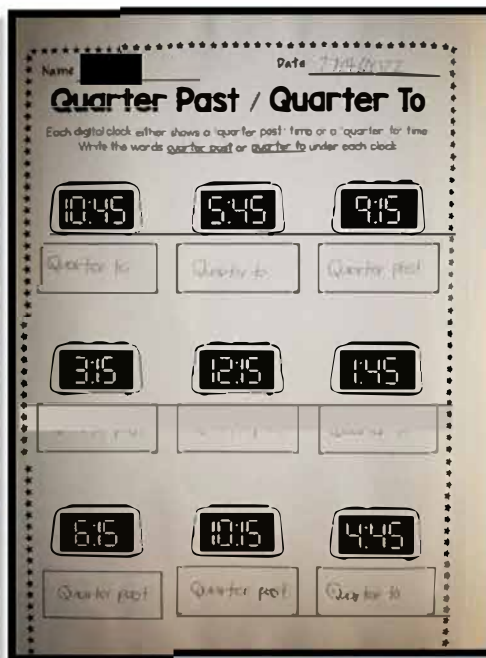 Name
Date
Quarter Past / Quarter To
Each digital clock either shows a 'quarter past' time or a 'quarter to' time
Write the words quarter past or quarter to under each clock
10:45 5:45 9:15
Quarter to Quarter to Quarter past
3:15 12:15 1:45
6:15 10:15 4:45
Quarter past Quarter past Quarter to